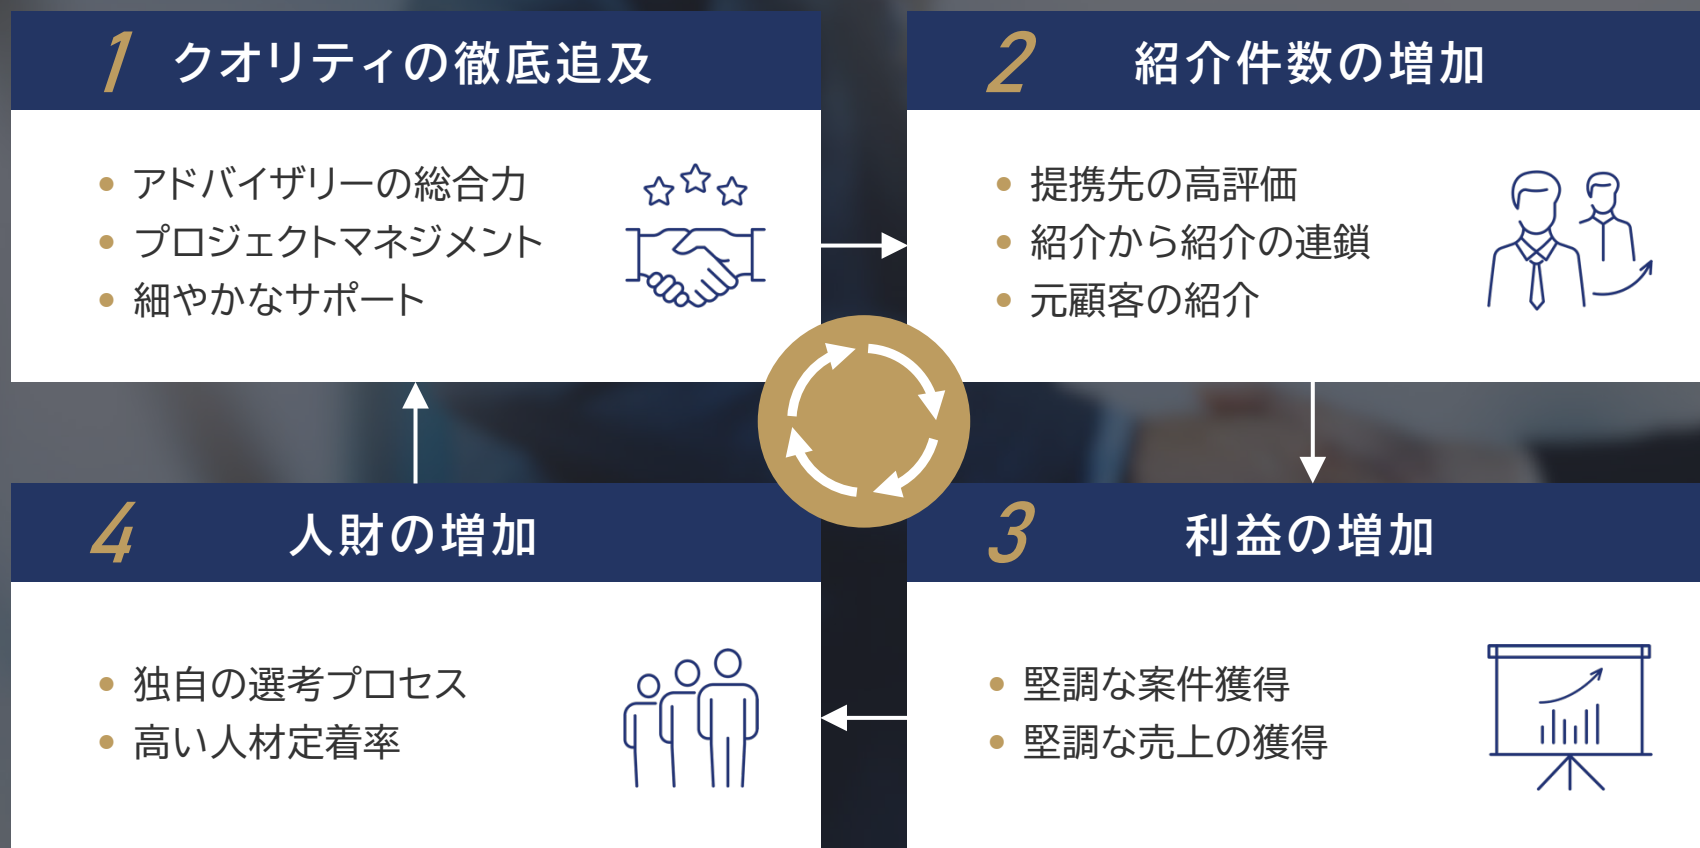 1 クオリティの徹底追及
• アドバイザリーの総合力
• プロジェクトマネジメント
• 細やかなサポート
2 紹介件数の増加
• 提携先の高評価
• 紹介から紹介の連鎖
• 元顧客の紹介
4 人財の増加
• 独自の選考プロセス
• 高い人材定着率
3 利益の増加
• 堅調な案件獲得
• 堅調な売上の獲得